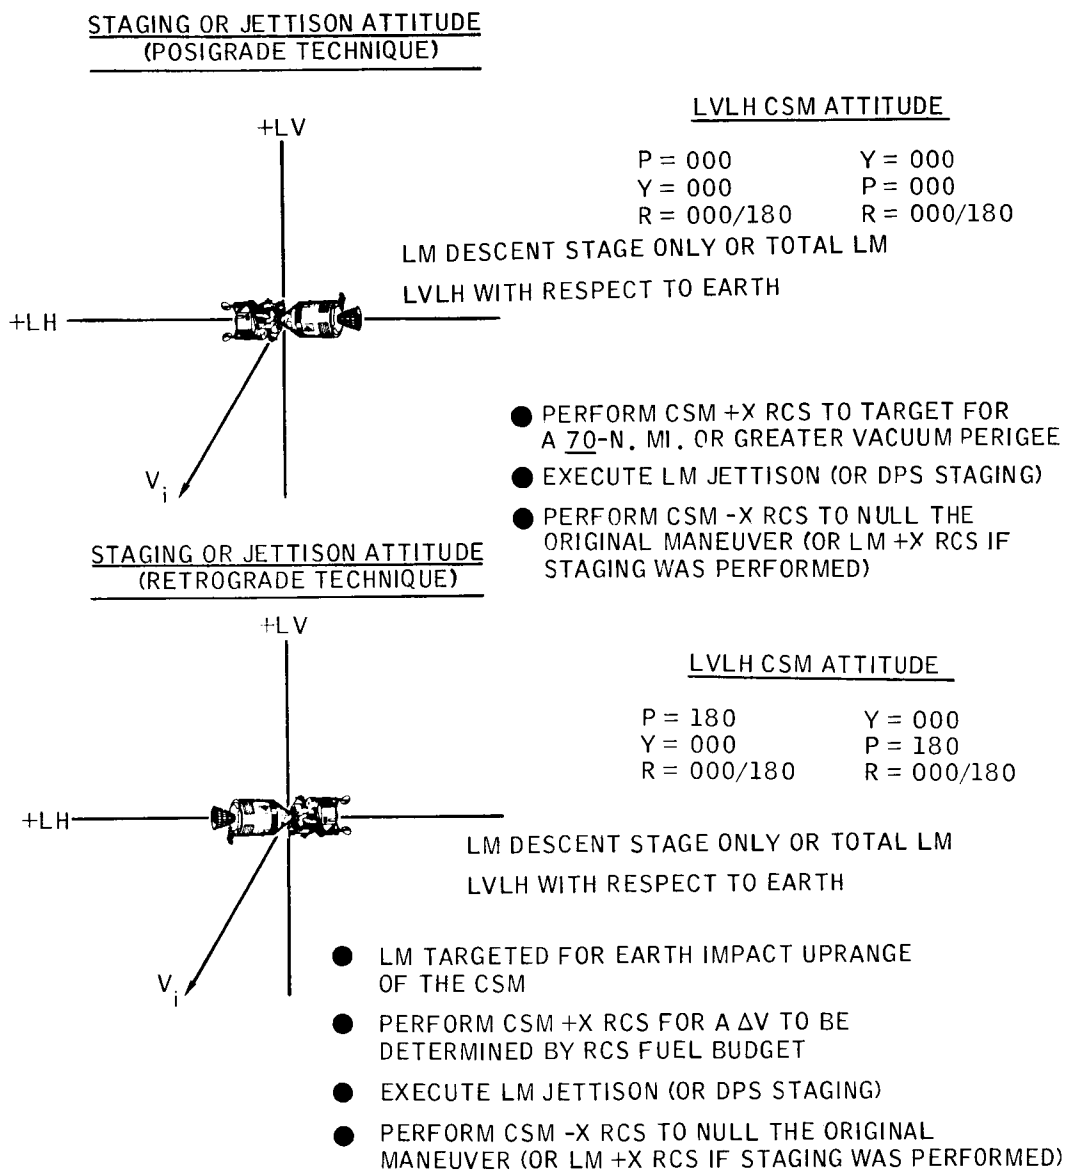 STAGING OR JETTISON ATTITUDE
(POSIGRADE TECHNIQUE)
LVLH CSM ATTITUDE
+LV
P = 000 Y = 000
Y = 000 P = 000
R = 000/180 R = 000/180
LM DESCENT STAGE ONLY OR TOTAL LM
LVLH WITH RESPECT TO EARTH
+LH
● PERFORM CSM +X RCS TO TARGET FOR
A 70-N. MI. OR GREATER VACUUM PERIGEE
● EXECUTE LM JETTISON (OR DPS STAGING)
Vi
● PERFORM CSM -X RCS TO NULL THE
ORIGINAL MANEUVER (OR LM +X RCS IF
STAGING WAS PERFORMED)
STAGING OR JETTISON ATTITUDE
(RETROGRADE TECHNIQUE)
+LV
LVLH CSM ATTITUDE
P = 180 Y = 000
Y = 000 P = 180
R = 000/180 R = 000/180
+LH
LM DESCENT STAGE ONLY OR TOTAL LM
LVLH WITH RESPECT TO EARTH
Vi
● LM TARGETED FOR EARTH IMPACT UPRANGE
OF THE CSM
● PERFORM CSM +X RCS FOR A ΔV TO BE
DETERMINED BY RCS FUEL BUDGET
● EXECUTE LM JETTISON (OR DPS STAGING)
● PERFORM CSM -X RCS TO NULL THE ORIGINAL
MANEUVER (OR LM +X RCS IF STAGING WAS PERFORMED)